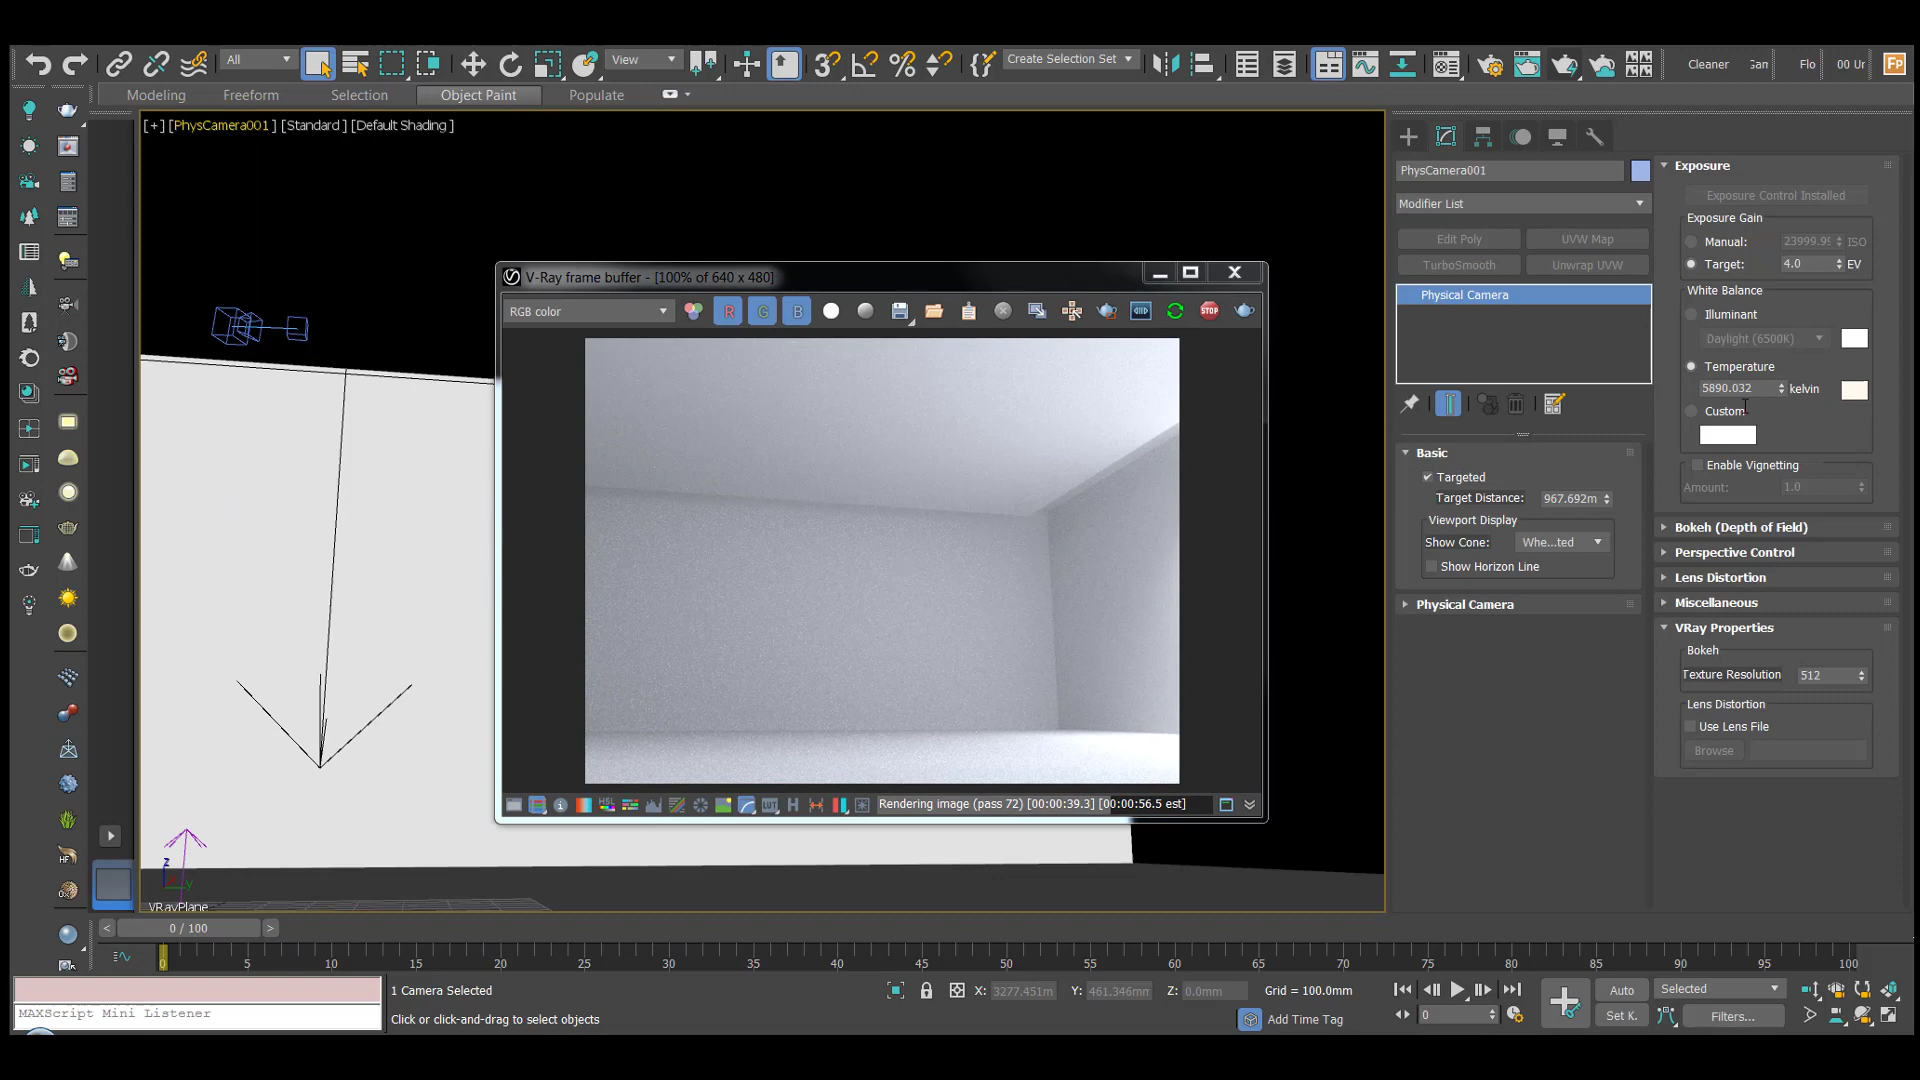 All
View
Create Selection Set
Cleaner
Flo
00 Ur
Fp
Modeling
Freeform
Selection
Object Paint
Populate
[+] [PhysCamera001] [Standard] [Default Shading]
V-Ray frame buffer - [100% of 640 x 480]
RGB color
R
G
B
STOP
Rendering image (pass 72) [00:00:39.3] [00:00:56.5 est]
HSL
LUT
H
HF
z
y
VRayPlane
PhysCamera001
Modifier List
Edit Poly
UVW Map
TurboSmooth
Unwrap UVW
Physical Camera
Basic
Targeted
Target Distance: 967.692m
Viewport Display
Show Cone: Whe...ted
Show Horizon Line
Physical Camera
Exposure
Exposure Control Installed
Exposure Gain
Manual: 23999.99 ISO
Target: 4.0 EV
White Balance
Illuminant
Daylight (6500K)
Temperature
5890.032 kelvin
Custom
Enable Vignetting
Amount: 1.0
Bokeh (Depth of Field)
Perspective Control
Lens Distortion
Miscellaneous
VRay Properties
Bokeh
Texture Resolution 512
Lens Distortion
Use Lens File
Browse
< 0 / 100 >
0 5 10 15 20 25 30 35 40 45 50 55 60 65 70 75 80 85 90 95 100
MAXScript Mini Listener
1 Camera Selected
Click or click-and-drag to select objects
X: 3277.451m Y: 461.346mm Z: 0.0mm Grid = 100.0mm
Add Time Tag
0
Auto
Selected
Set K.
Filters...